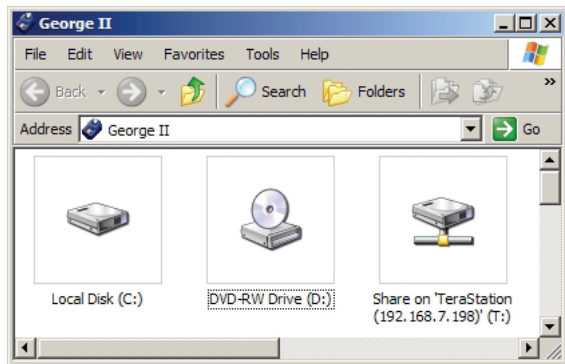 George II
File Edit View Favorites Tools Help
Back Search Folders »
Address George II Go
Local Disk (C:) DVD-RW Drive (D:) Share on 'TeraStation
(192.168.7.198)' (T:)